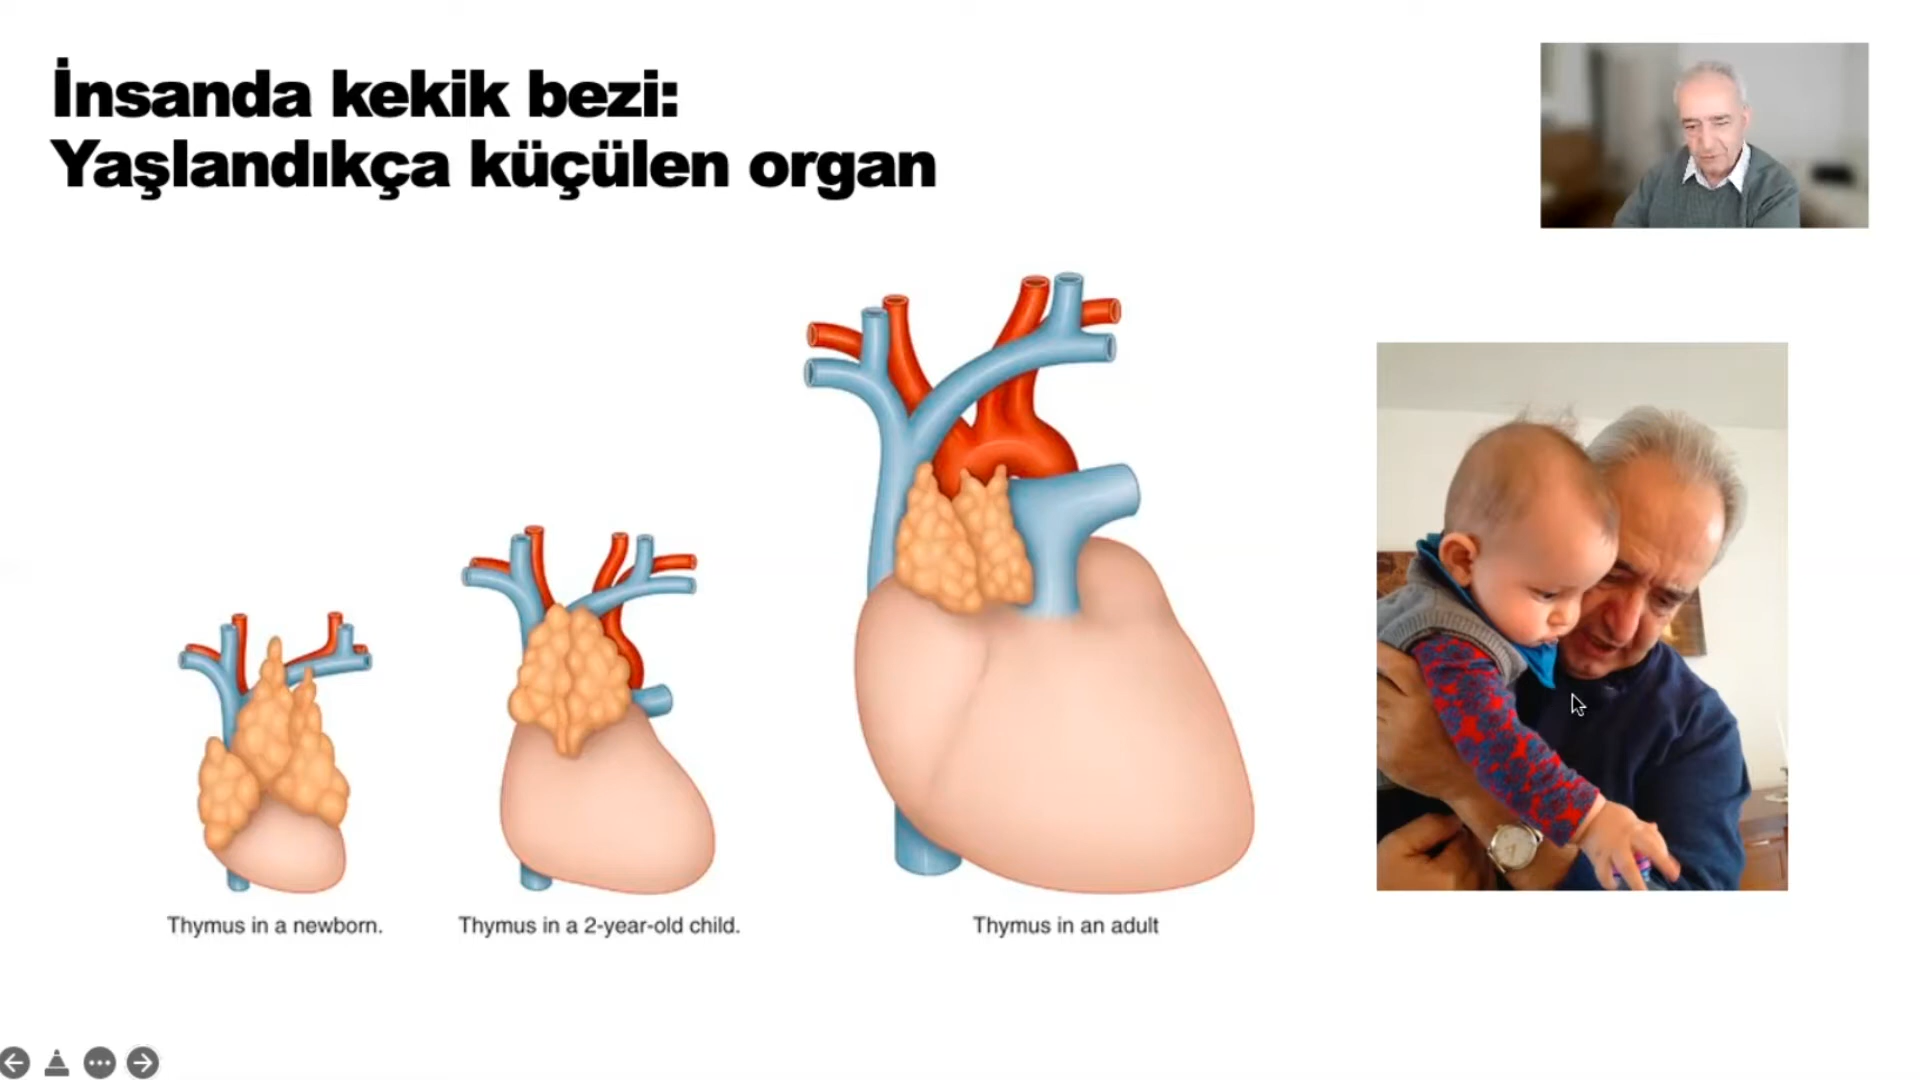 İnsanda kekik bezi:
Yaşlandıkça küçülen organ
Thymus in a newborn.
Thymus in a 2-year-old child.
Thymus in an adult